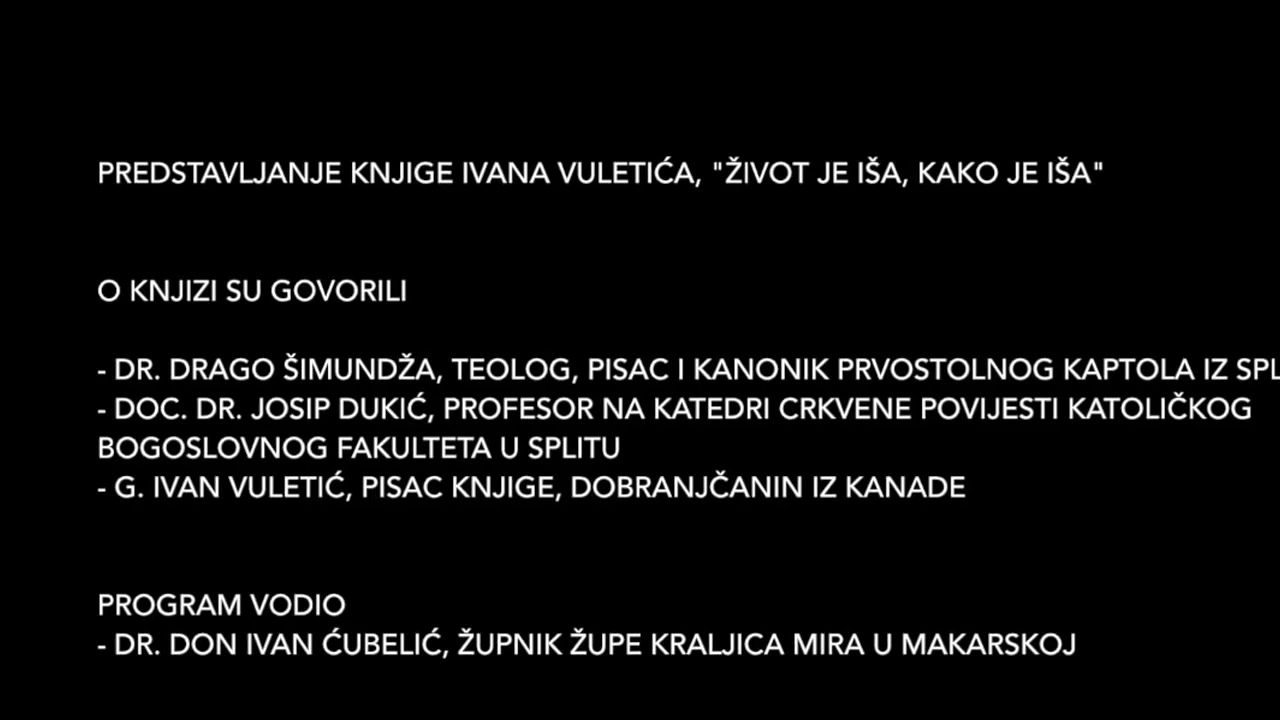 PREDSTAVLJANJE KNJIGE IVANA VULETIĆA, "ŽIVOT JE IŠA, KAKO JE IŠA"
O KNJIZI SU GOVORILI
- DR. DRAGO ŠIMUNDŽA, TEOLOG, PISAC I KANONIK PRVOSTOLNOG KAPTOLA IZ SPL
- DOC. DR. JOSIP DUKIĆ, PROFESOR NA KATEDRI CRKVENE POVIJESTI KATOLIČKOG
BOGOSLOVNOG FAKULTETA U SPLITU
- G. IVAN VULETIĆ, PISAC KNJIGE, DOBRANJČANIN IZ KANADE
PROGRAM VODIO
- DR. DON IVAN ĆUBELIĆ, ŽUPNIK ŽUPE KRALJICA MIRA U MAKARSKOJ